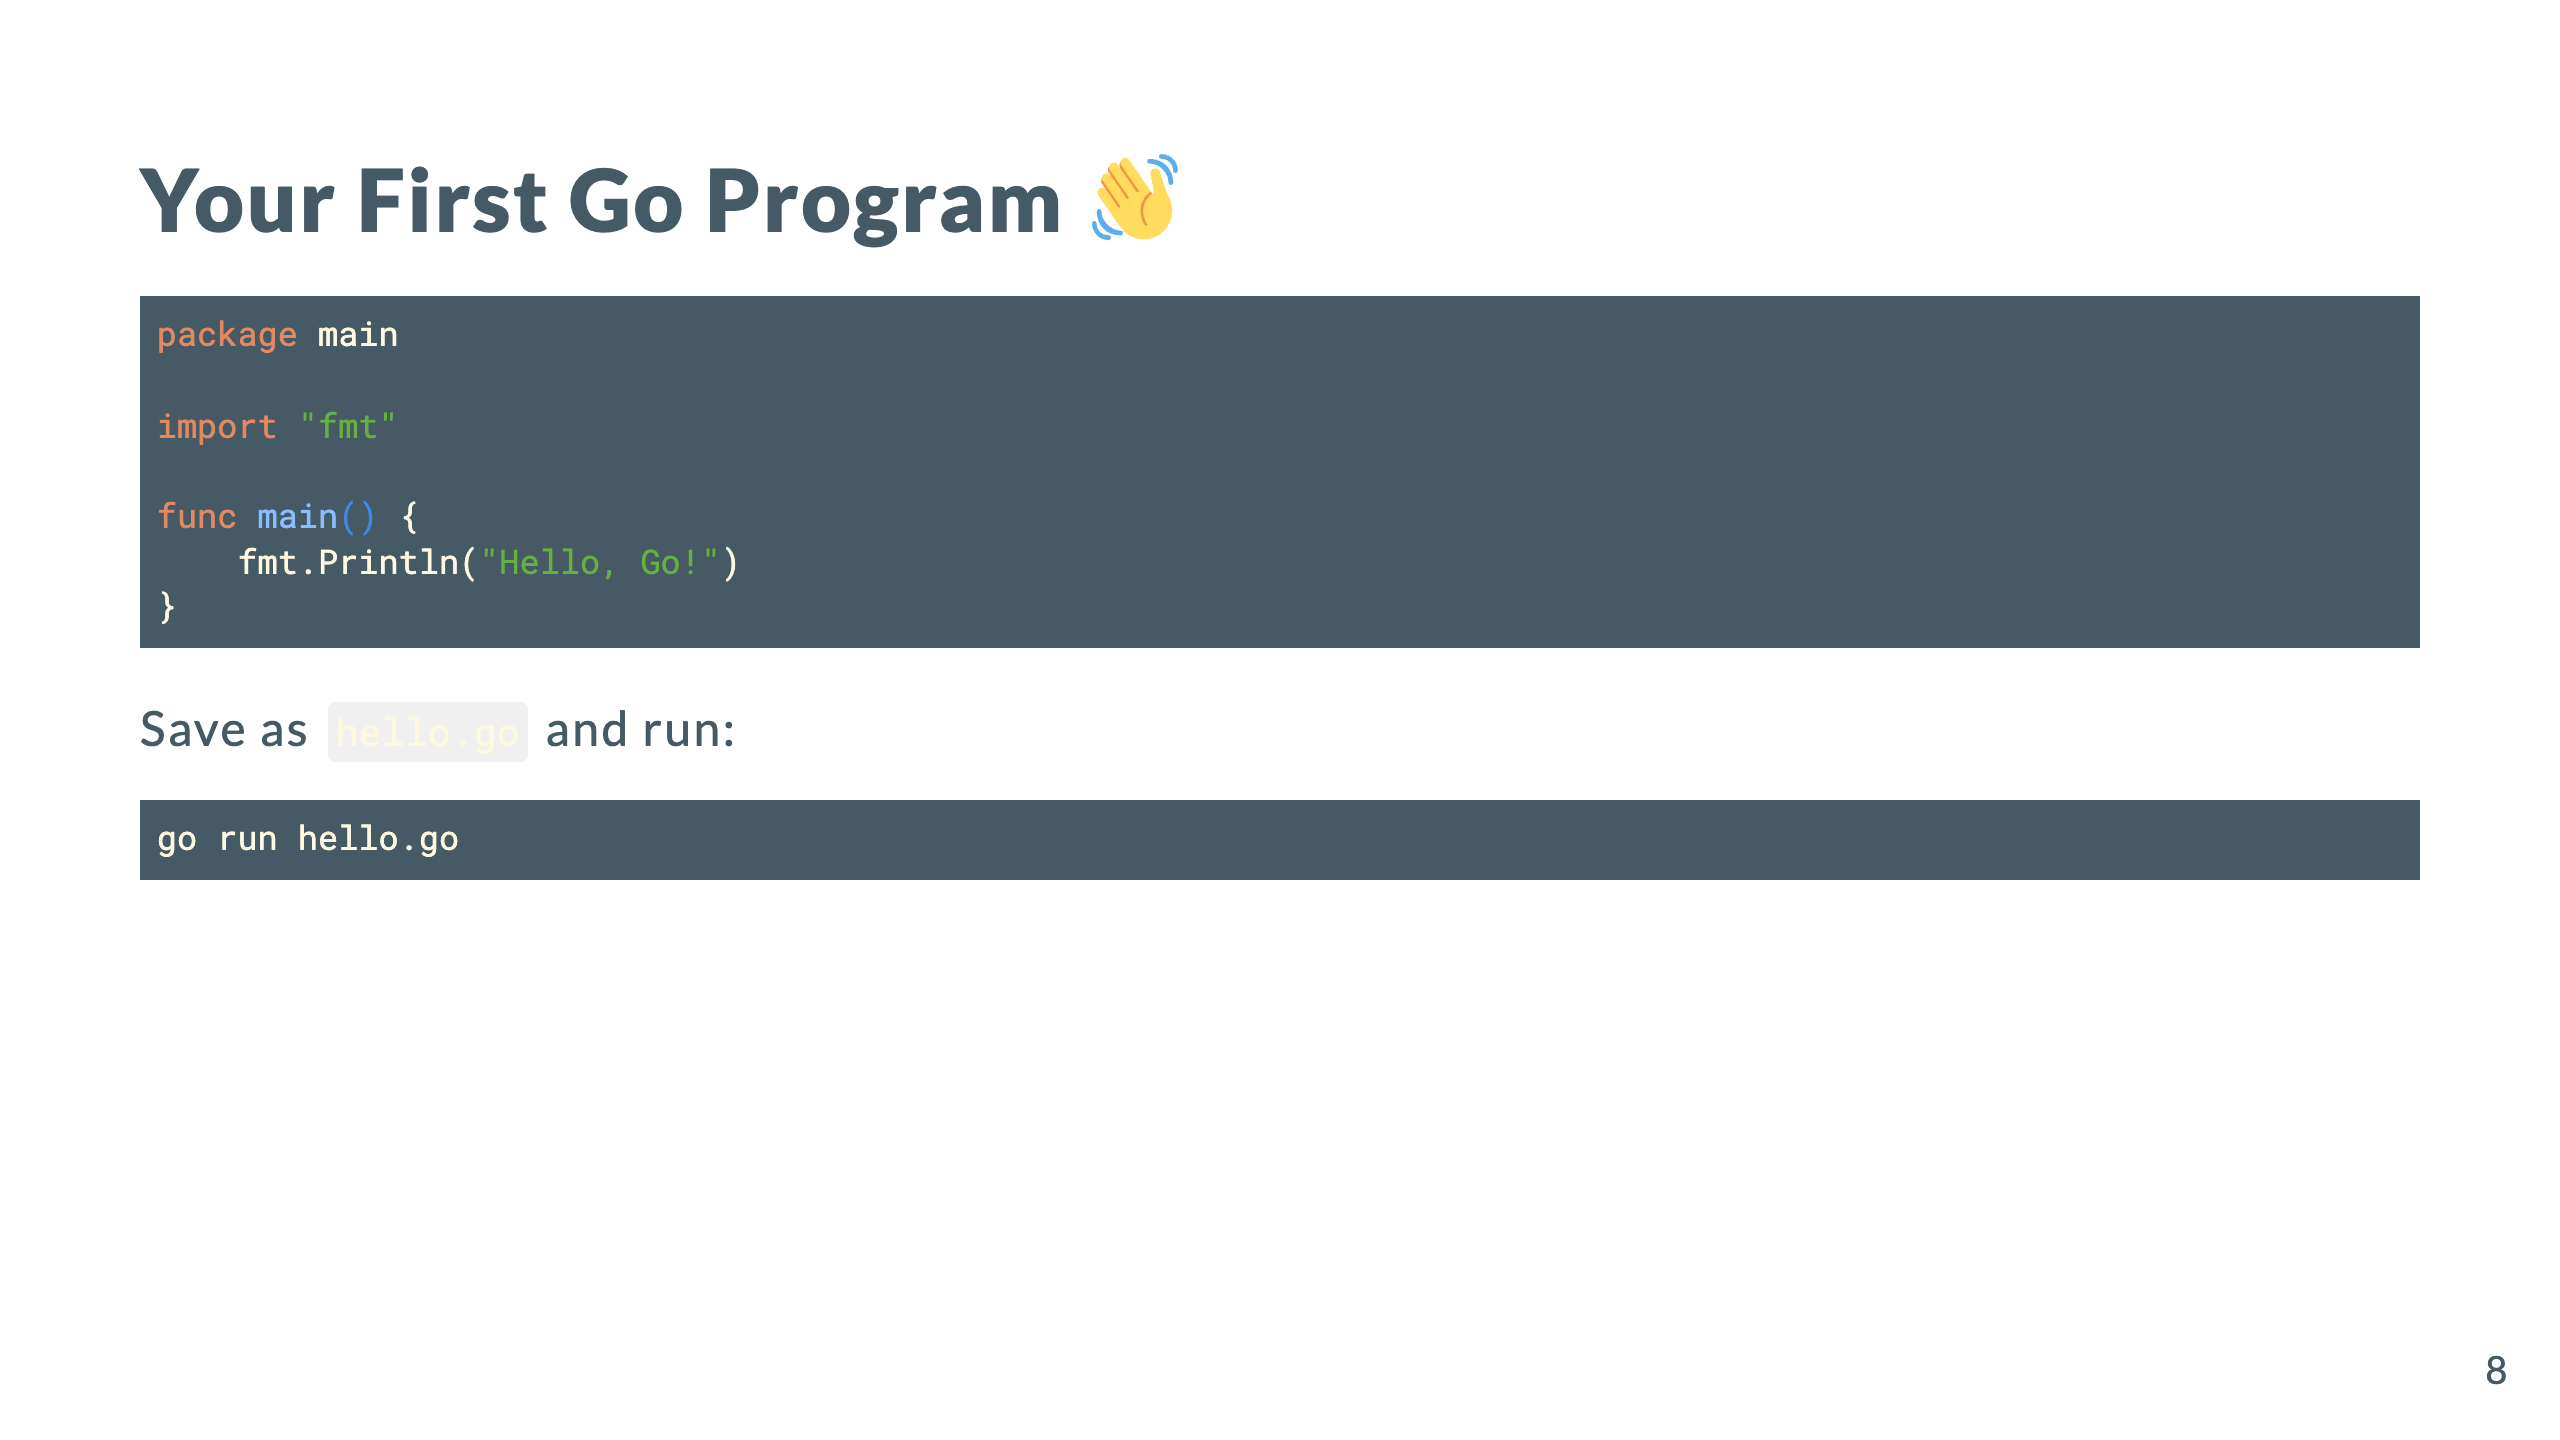 Your First Go Program 👋
package main
import "fmt"
func main() {
    fmt.Println("Hello, Go!")
}
Save as hello.go and run:
go run hello.go
8